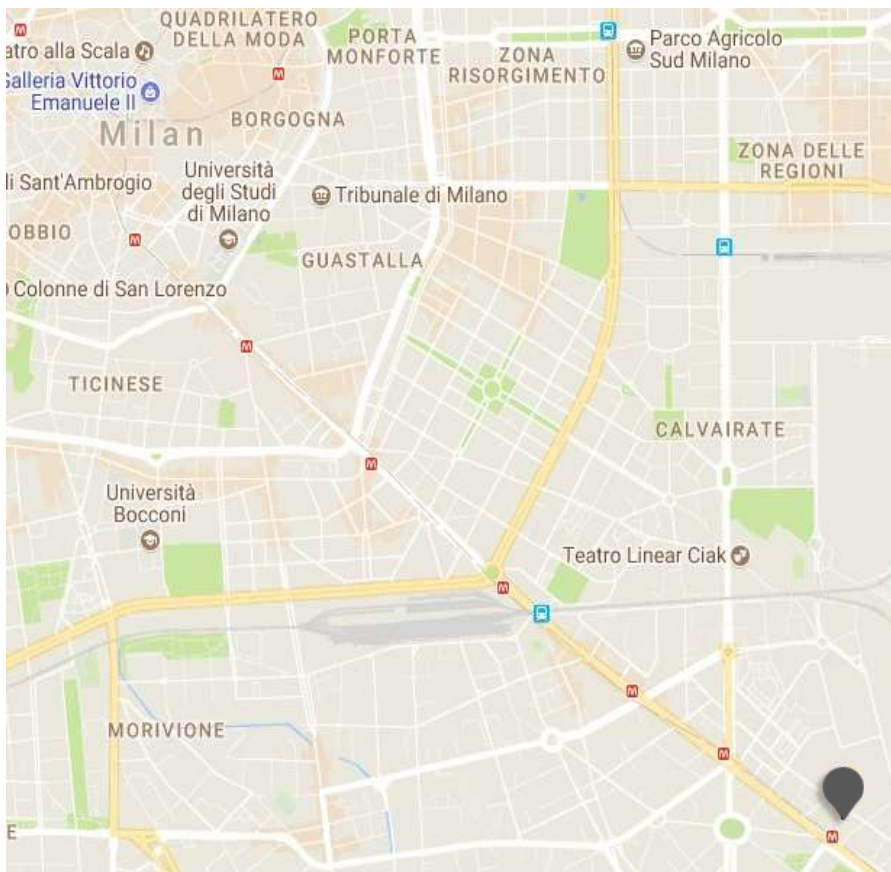 QUADRILATERO
DELLA MODA
PORTA
MONFORTE
ZONA
RISORGIMENTO
Parco Agricolo
Sud Milano
atro alla Scala
Galleria Vittorio
Emanuele II
BORGOGNA
Milan
ZONA DELLE
REGIONI
di Sant'Ambrogio
Università
degli Studi
di Milano
Tribunale di Milano
OBBIO
GUASTALLA
Colonne di San Lorenzo
TICINESE
CALVAIRATE
Università
Bocconi
Teatro Linear Ciak
MORIVIONE
E
M
M
M
M
M
M
M
M
M
M